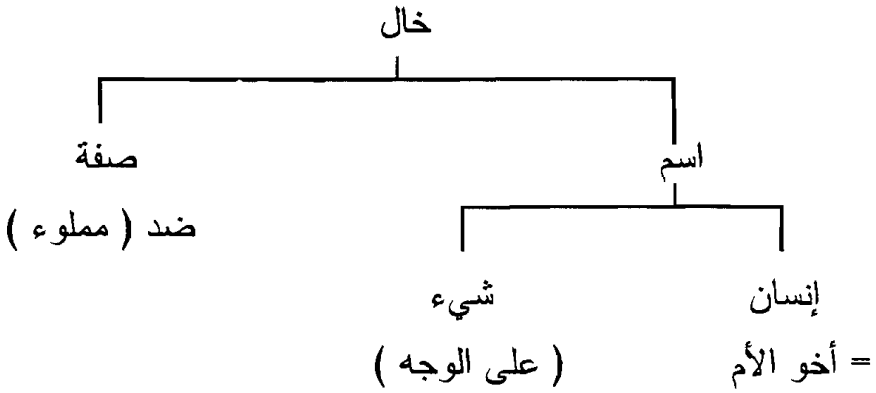 خال
اسم
صفة
ضد ( مملوء )
إنسان
شيء
= أخو الأم
( على الوجه )